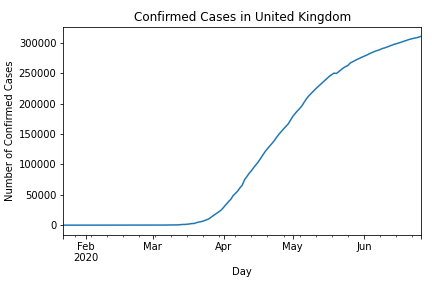 Confirmed Cases in United Kingdom
Number of Confirmed Cases
300000
250000
200000
150000
100000
50000
0
Feb
2020
Mar
Apr
May
Jun
Day